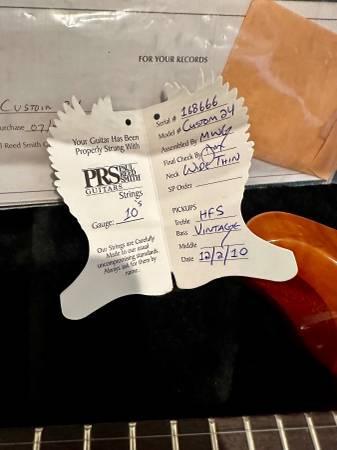 FOR YOUR RECORDS
Custom
urchase 07/
l Reed Smith G
Your Guitar Has Been
Properly Strung With
PRS PAUL
REED
SMITH
GUITARS
Strings
Gauge: 10's
Our Strings are Carefully
Made to our usual
uncompromising standards.
Always ask for them by
name.
Serial # 168666
Model # Custom 24
Assembled By
Final Check By
Neck Wide Thin
SP Order
PICKUPS
Treble HFS
Bass Vintage
Middle
Date 12/2/10